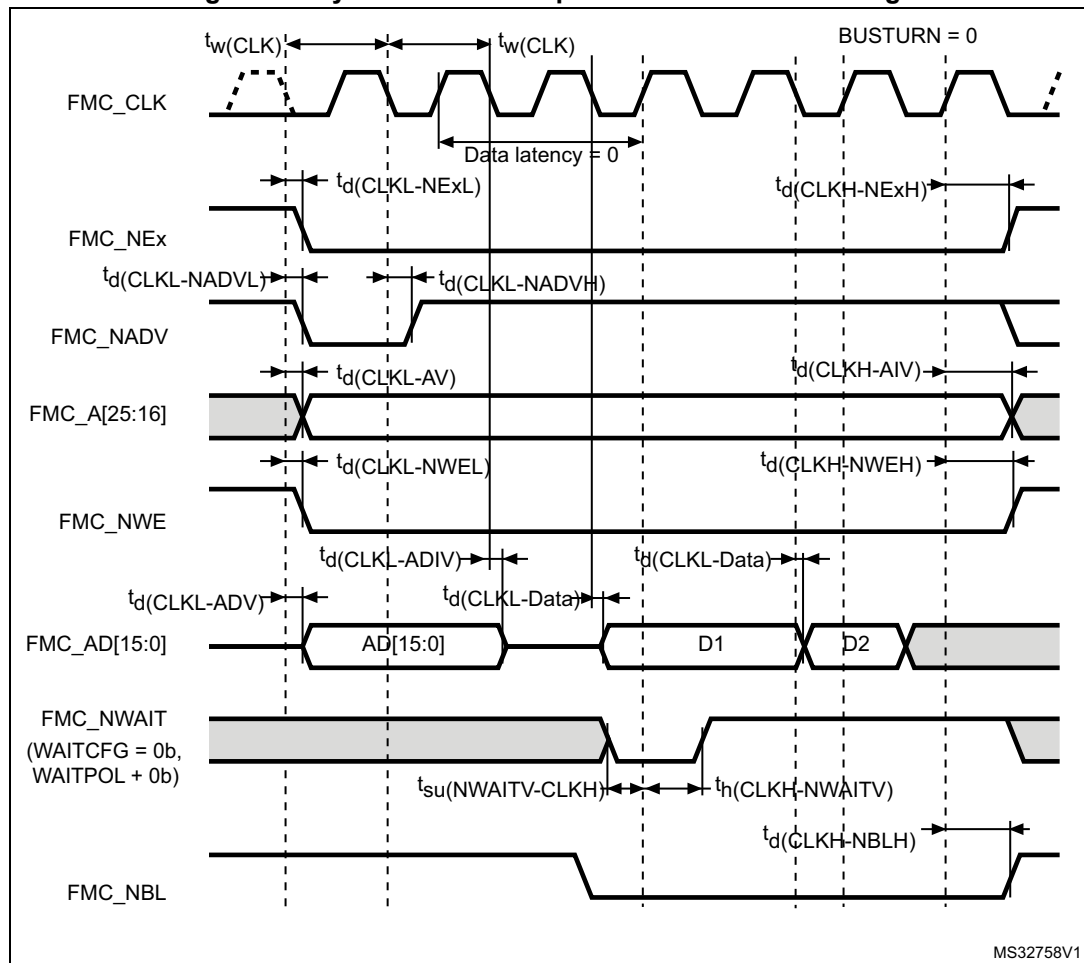 tw(CLK)
tw(CLK)
BUSTURN = 0
FMC_CLK
Data latency = 0
td(CLKL-NExL)
td(CLKH-NExH)
FMC_NEx
td(CLKL-NADVL)
td(CLKL-NADVH)
FMC_NADV
td(CLKL-AV)
td(CLKH-AIV)
FMC_A[25:16]
td(CLKL-NWEL)
td(CLKH-NWEH)
FMC_NWE
td(CLKL-ADIV)
td(CLKL-Data)
td(CLKL-ADV)
td(CLKL-Data)
FMC_AD[15:0]
AD[15:0]
D1
D2
FMC_NWAIT
(WAITCFG = 0b,
WAITPOL + 0b)
tsu(NWAITV-CLKH)
th(CLKH-NWAITV)
td(CLKH-NBLH)
FMC_NBL
MS32758V1